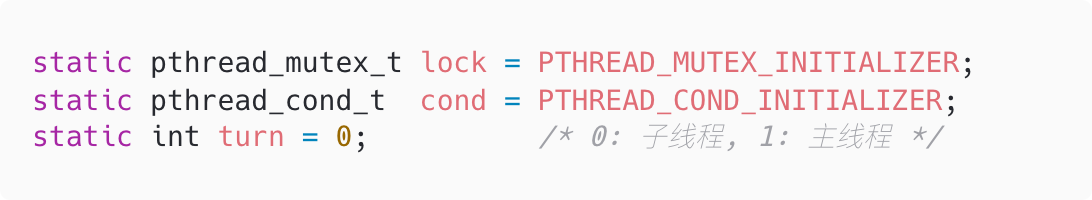 static pthread_mutex_t lock = PTHREAD_MUTEX_INITIALIZER;
static pthread_cond_t  cond = PTHREAD_COND_INITIALIZER;
static int turn = 0;           /* 0: 子线程, 1: 主线程 */